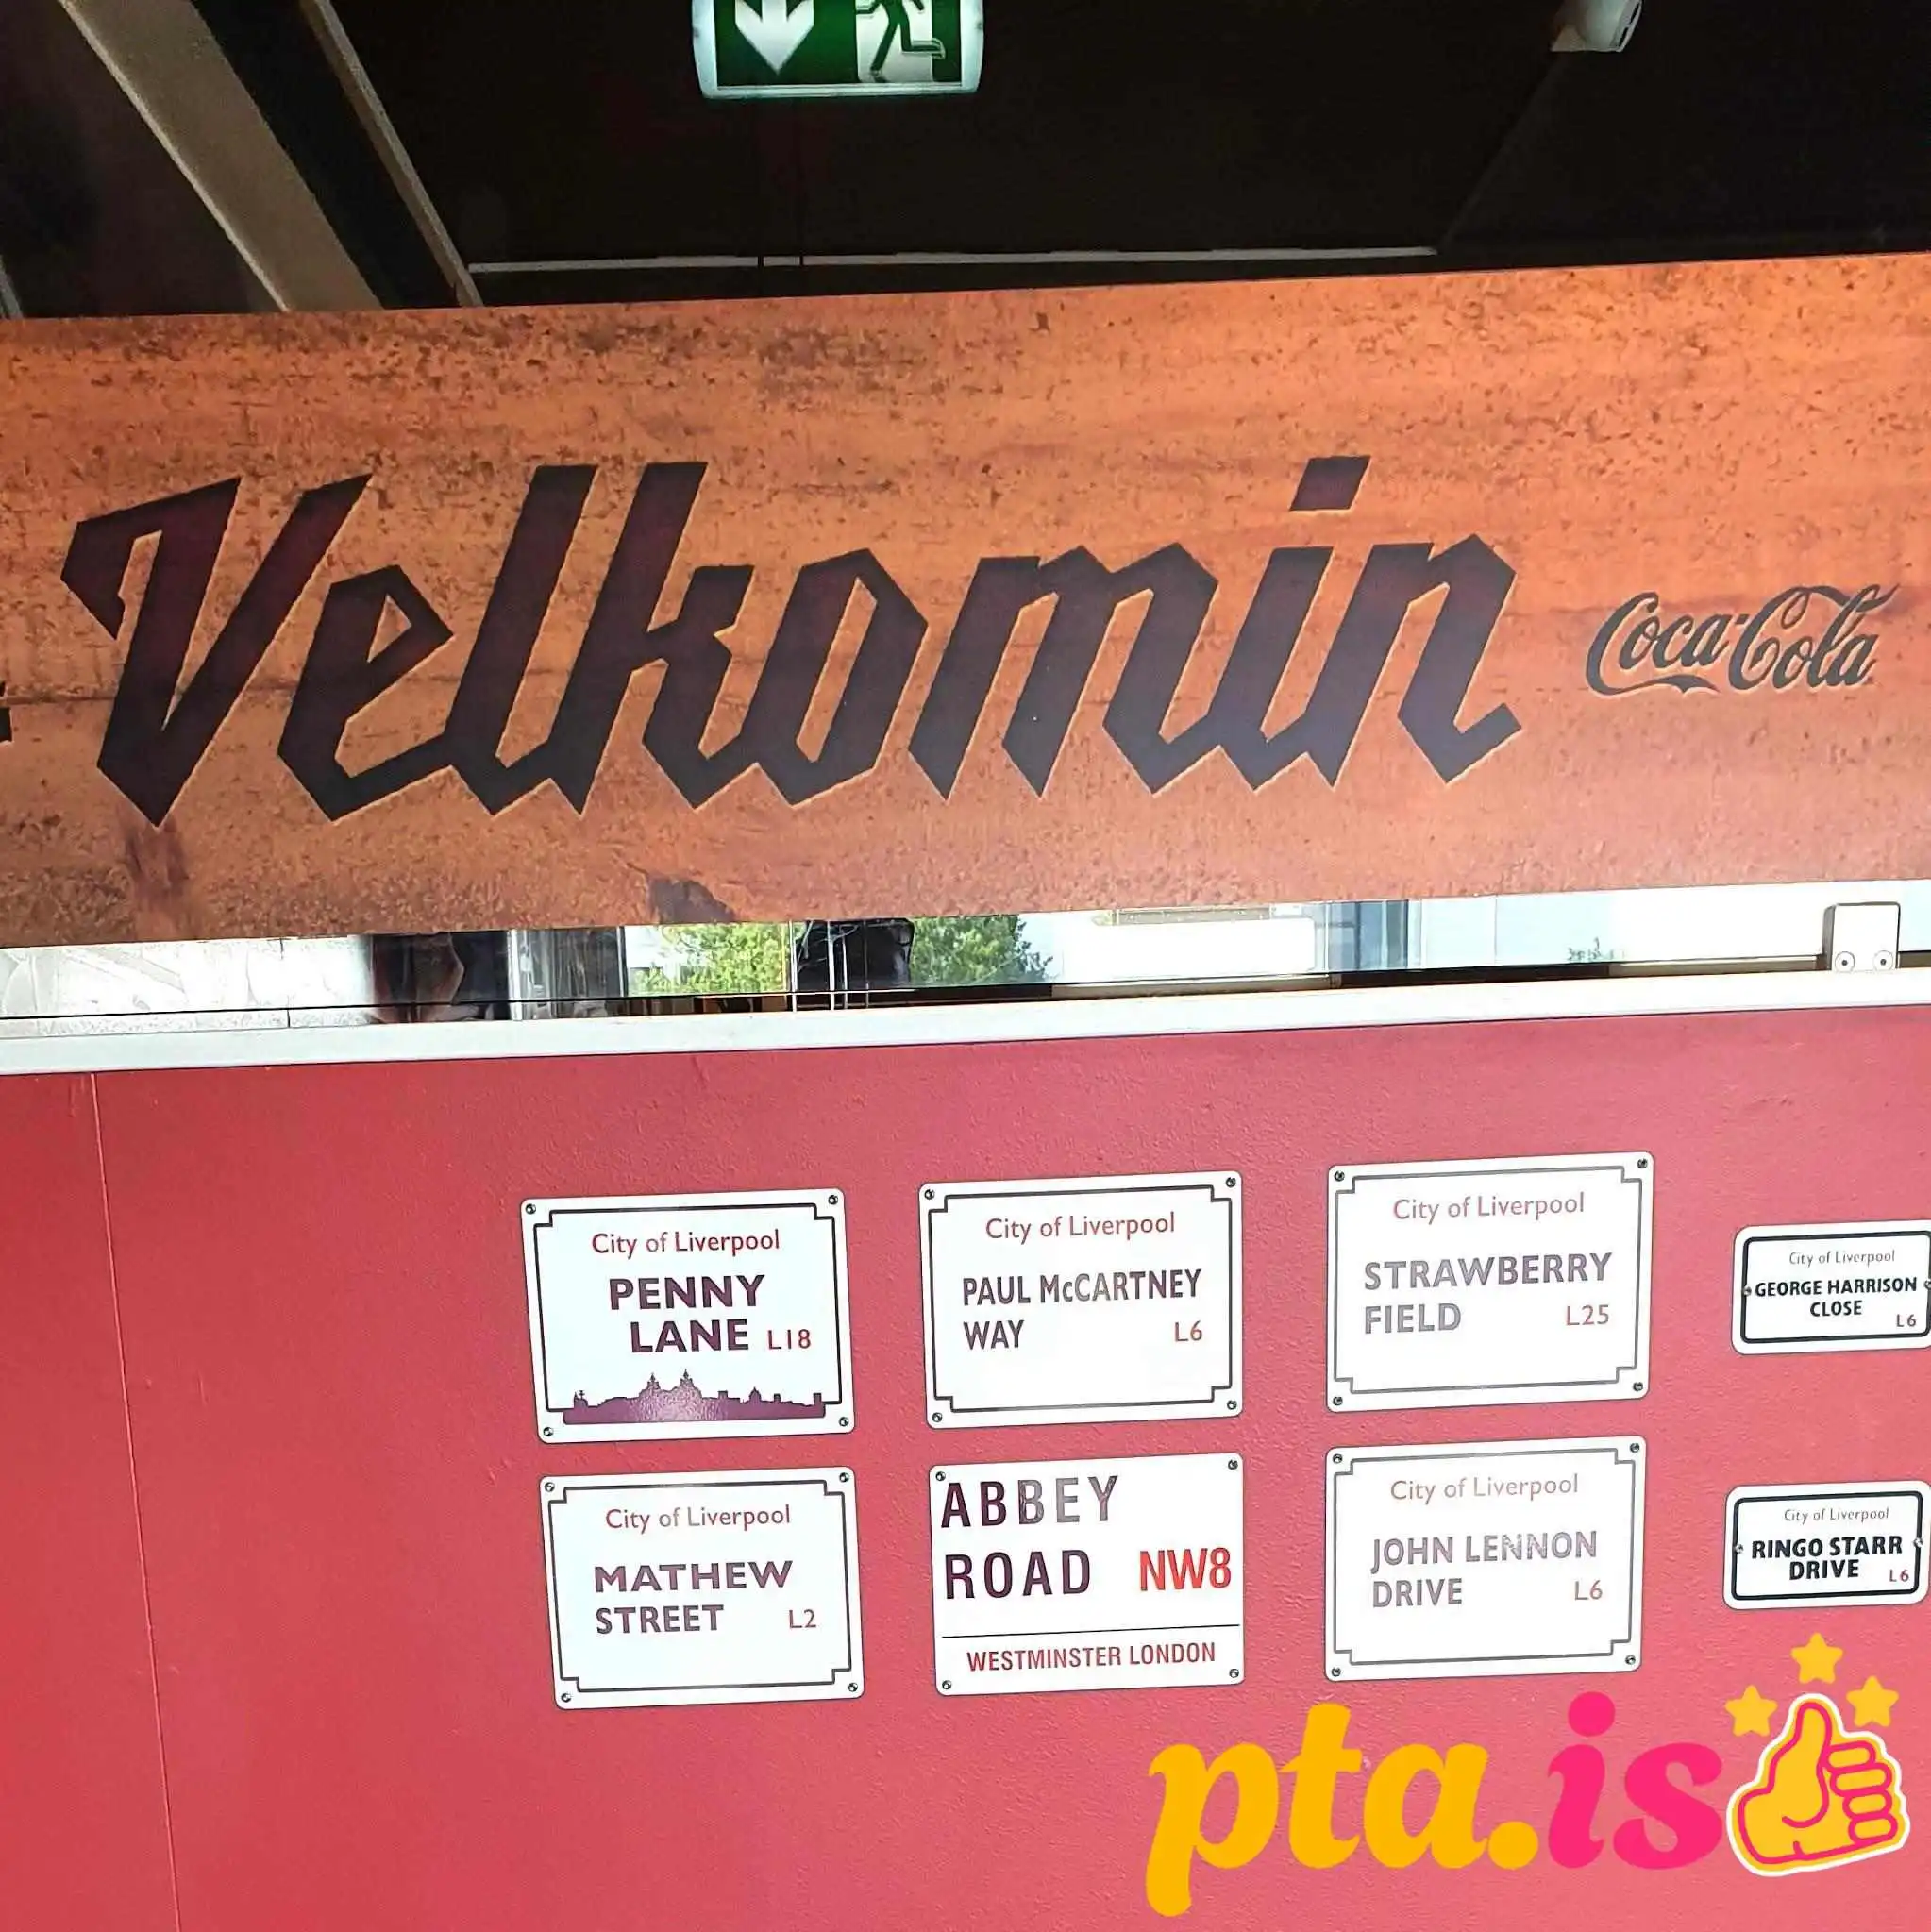 Velkomin
Coca-Cola
City of Liverpool
PENNY
LANE L18
City of Liverpool
PAUL McCARTNEY
WAY L6
City of Liverpool
STRAWBERRY
FIELD L25
City of Liverpool
GEORGE HARRISON
CLOSE
L6
City of Liverpool
MATHEW
STREET L2
ABBEY
ROAD NW8
WESTMINSTER LONDON
City of Liverpool
JOHN LENNON
DRIVE L6
City of Liverpool
RINGO STARR
DRIVE L6
pta.is